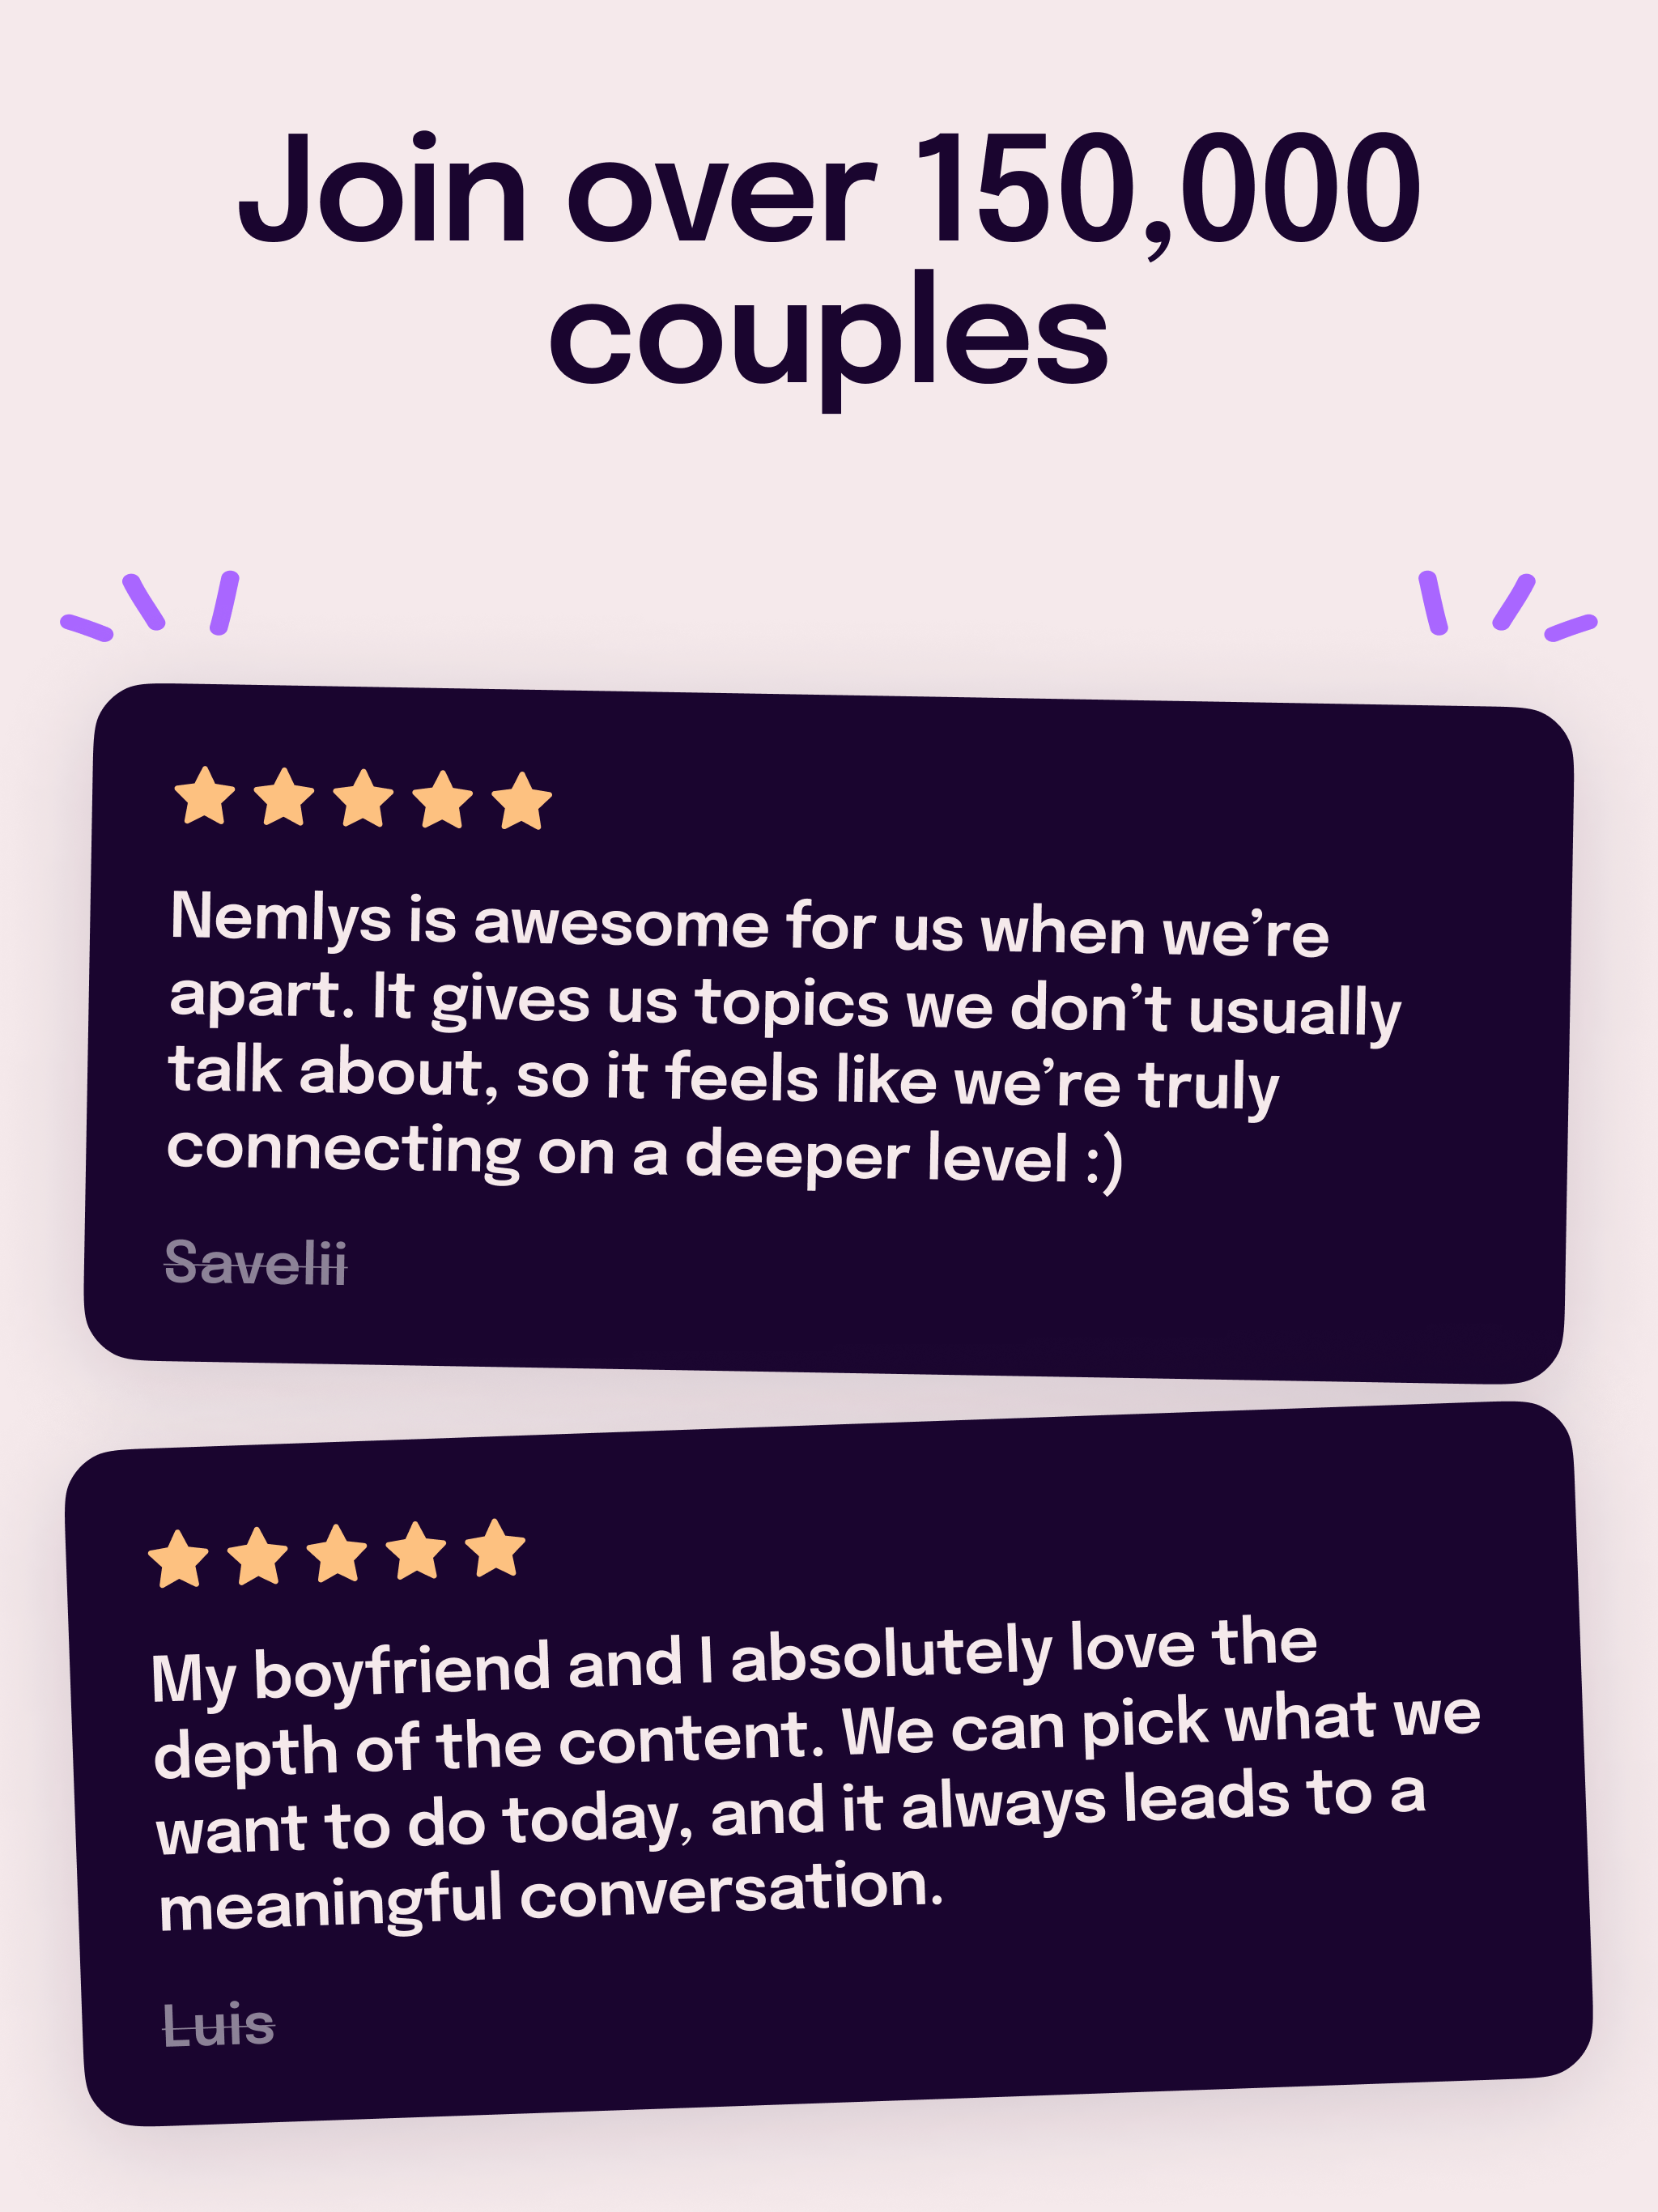 Join over 150,000
couples
Nemlys is awesome for us when we’re
apart. It gives us topics we don’t usually
talk about, so it feels like we’re truly
connecting on a deeper level :)
Savelii
My boyfriend and I absolutely love the
depth of the content. We can pick what we
want to do today, and it always leads to a
meaningful conversation.
Luis